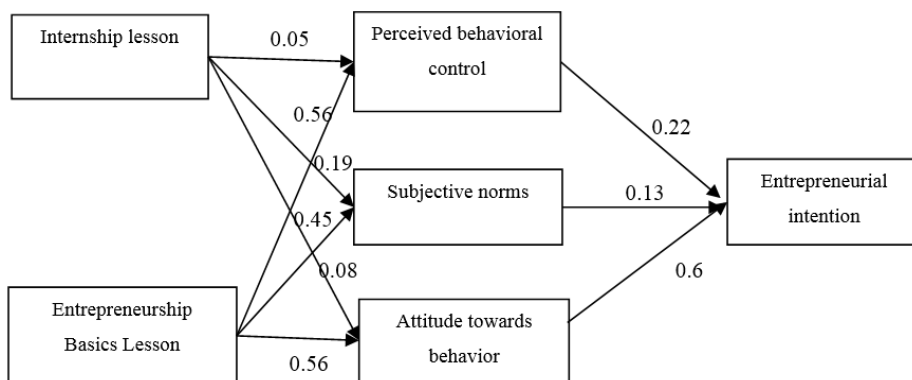 Internship lesson
0.05
Perceived behavioral
control
0.56
0.22
0.19
Subjective norms
0.13
Entrepreneurial
intention
0.45
0.08
0.6
Entrepreneurship
Basics Lesson
0.56
Attitude towards
behavior